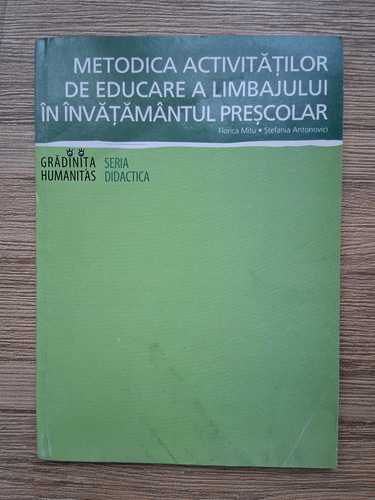 METODICA ACTIVITĂȚILOR
DE EDUCARE A LIMBAJULUI
ÎN ÎNVĂȚĂMÂNTUL PREȘCOLAR
Florica Mitu • Ștefania Antonovici
GRĂDINIȚA SERIA
HUMANITAS DIDACTICA